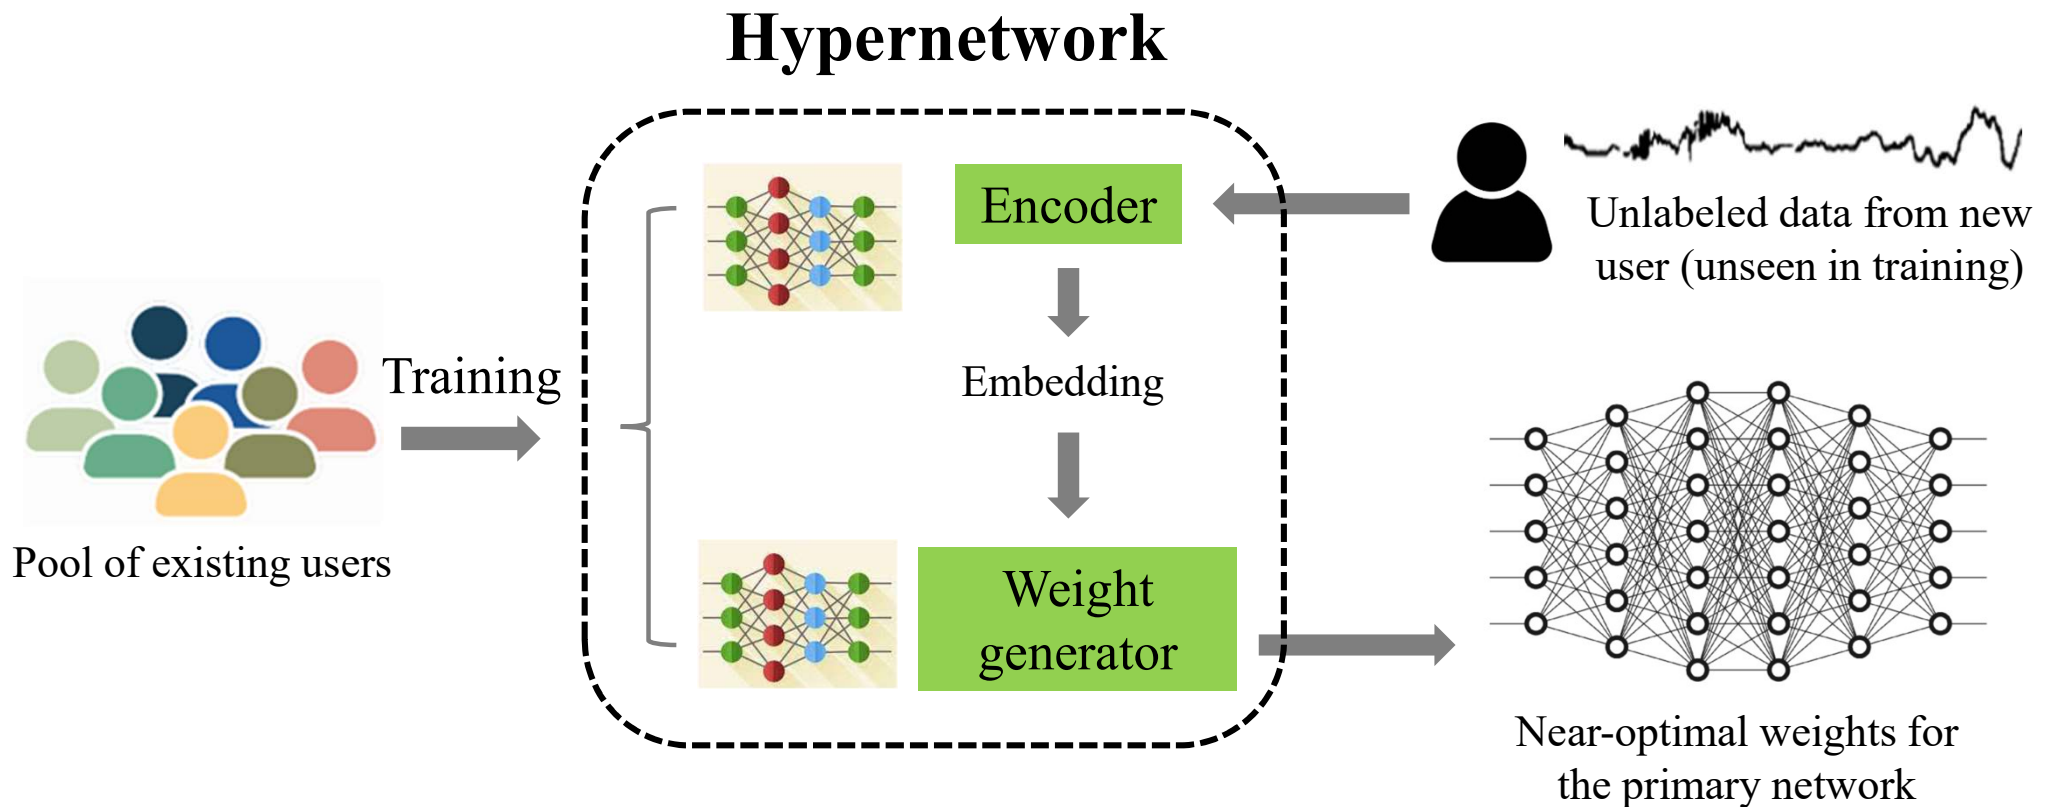 Hypernetwork
Encoder
Unlabeled data from new
user (unseen in training)
Training
Embedding
Pool of existing users
Weight
generator
Near-optimal weights for
the primary network